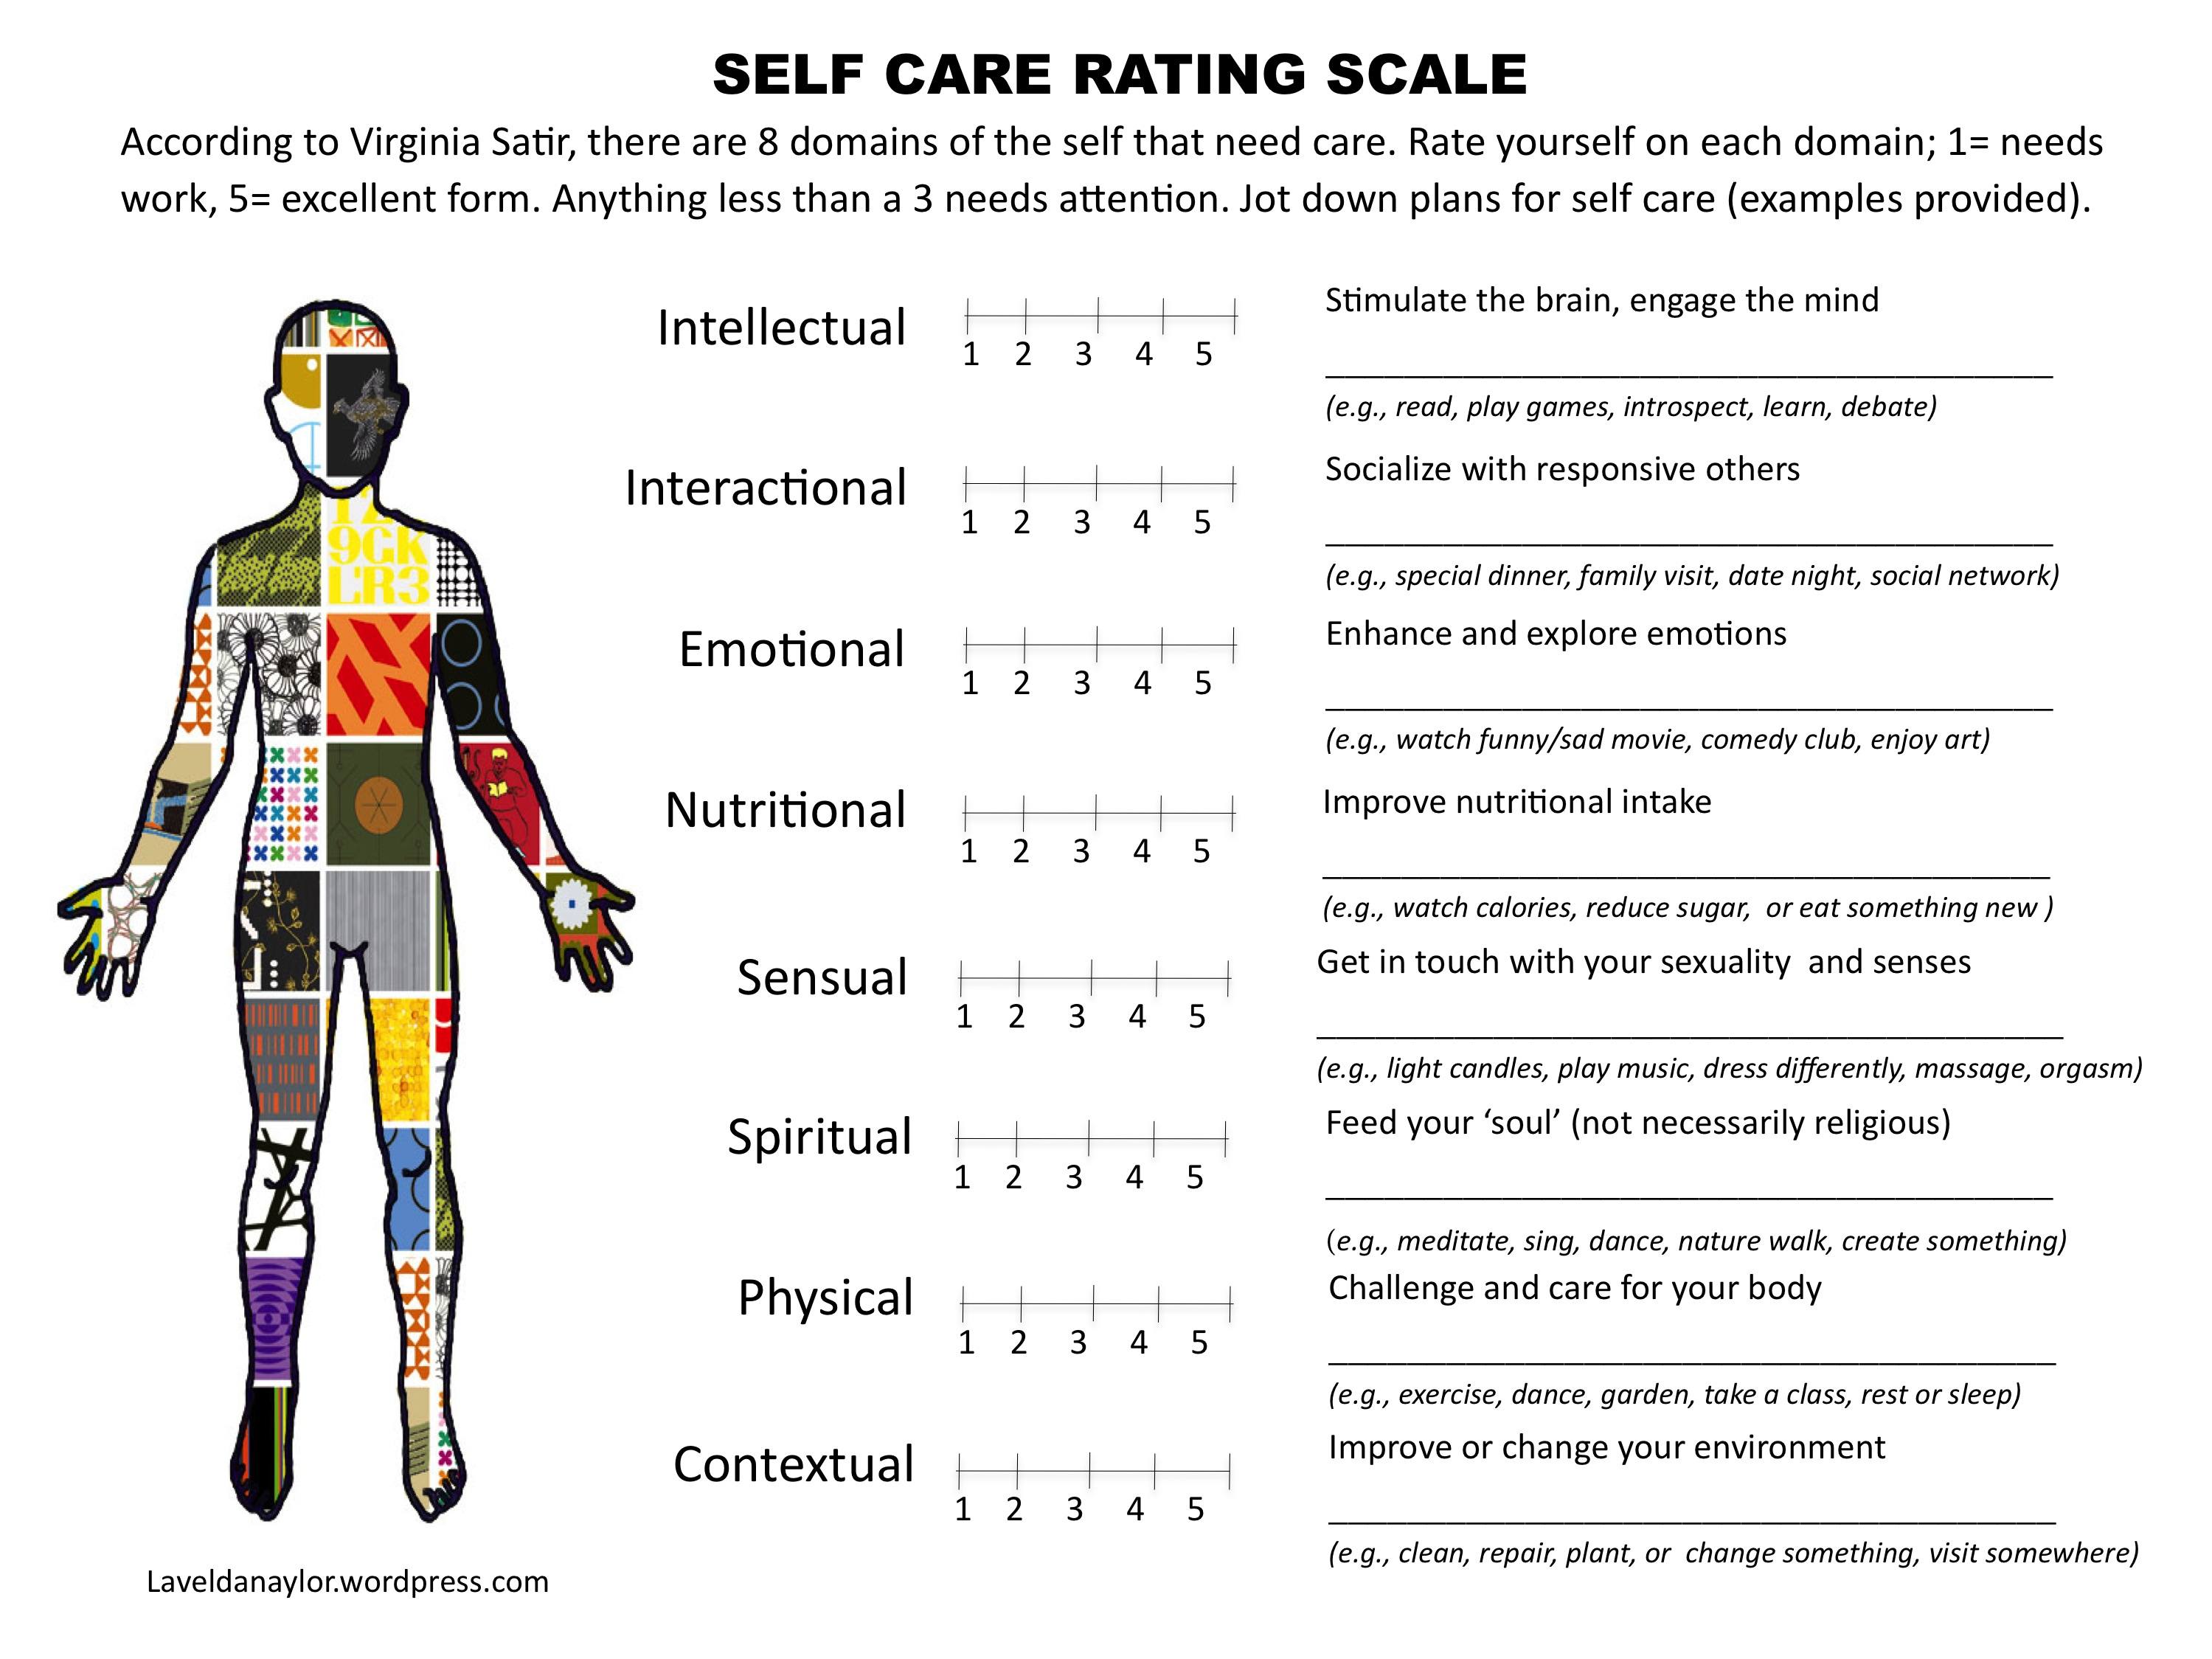 SELF CARE RATING SCALE
According to Virginia Satir, there are 8 domains of the self that need care. Rate yourself on each domain; 1= needs
work, 5= excellent form. Anything less than a 3 needs attention. Jot down plans for self care (examples provided).
Intellectual
1 2 3 4 5
Stimulate the brain, engage the mind
(e.g., read, play games, introspect, learn, debate)
Interactional
1 2 3 4 5
Socialize with responsive others
(e.g., special dinner, family visit, date night, social network)
Emotional
1 2 3 4 5
Enhance and explore emotions
(e.g., watch funny/sad movie, comedy club, enjoy art)
Nutritional
1 2 3 4 5
Improve nutritional intake
(e.g., watch calories, reduce sugar,  or eat something new )
Sensual
1 2 3 4 5
Get in touch with your sexuality  and senses
(e.g., light candles, play music, dress differently, massage, orgasm)
Spiritual
1 2 3 4 5
Feed your ‘soul’ (not necessarily religious)
(e.g., meditate, sing, dance, nature walk, create something)
Physical
1 2 3 4 5
Challenge and care for your body
(e.g., exercise, dance, garden, take a class, rest or sleep)
Contextual
1 2 3 4 5
Improve or change your environment
(e.g., clean, repair, plant, or  change something, visit somewhere)
9GK
L'R3
Laveldanaylor.wordpress.com